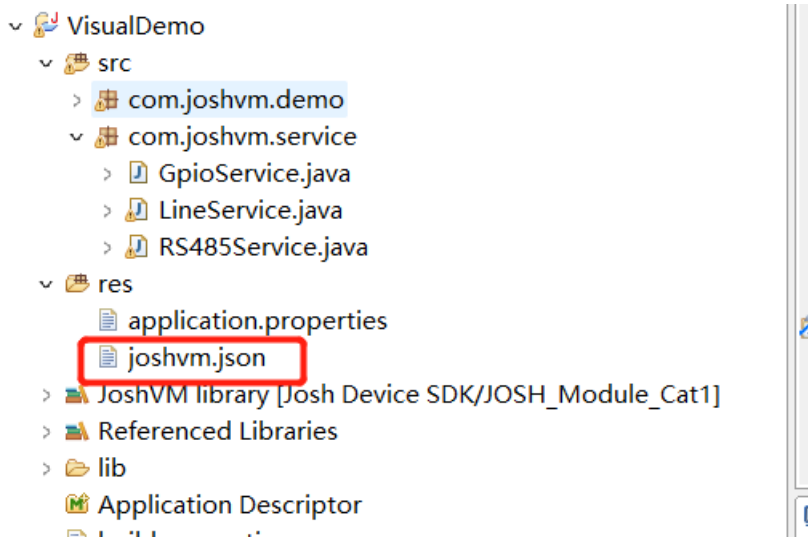 VisualDemo
src
com.joshvm.demo
com.joshvm.service
GpioService.java
LineService.java
RS485Service.java
res
application.properties
joshvm.json
JoshVM library [Josh Device SDK/JOSH_Module_Cat1]
Referenced Libraries
lib
Application Descriptor